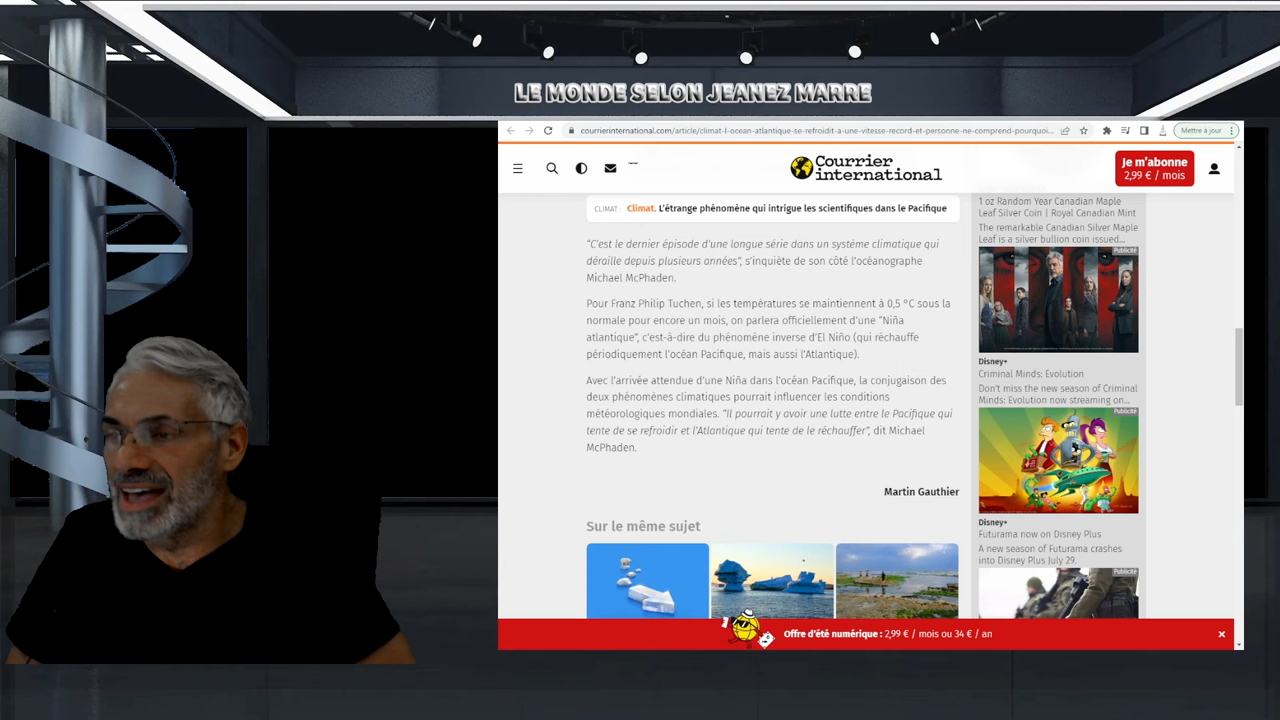 LE MONDE SELON JEANEZ MARRE
courrierinternational.com/article/climat-l-ocean-atlantique-se-refroidit-a-une-vitesse-record-et-personne-ne-comprend-pourquoi...
Mettre à jour
Courrier
international
Je m'abonne
2,99 € / mois
CLIMAT : Climat. L'étrange phénomène qui intrigue les scientifiques dans le Pacifique
"C'est le dernier épisode d'une longue série dans un système climatique qui
déraille depuis plusieurs années", s'inquiète de son côté l'océanographe
Michael McPhaden.
Pour Franz Philip Tuchen, si les températures se maintiennent à 0,5 °C sous la
normale pour encore un mois, on parlera officiellement d'une "Niña
atlantique", c'est-à-dire du phénomène inverse d'El Niño (qui réchauffe
périodiquement l'océan Pacifique, mais aussi l'Atlantique).
Avec l'arrivée attendue d'une Niña dans l'océan Pacifique, la conjugaison des
deux phénomènes climatiques pourrait influencer les conditions
météorologiques mondiales. "Il pourrait y avoir une lutte entre le Pacifique qui
tente de se refroidir et l'Atlantique qui tente de le réchauffer", dit Michael
McPhaden.
Martin Gauthier
Sur le même sujet
1 oz Random Year Canadian Maple
Leaf Silver Coin | Royal Canadian Mint
The remarkable Canadian Silver Maple
Leaf is a silver bullion coin issued...
Publicité
Disney+
Criminal Minds: Evolution
Don't miss the new season of Criminal
Minds: Evolution now streaming on...
Publicité
Disney+
Futurama now on Disney Plus
A new season of Futurama crashes
into Disney Plus July 29.
Publicité
Offre d'été numérique : 2,99 € / mois ou 34 € / an